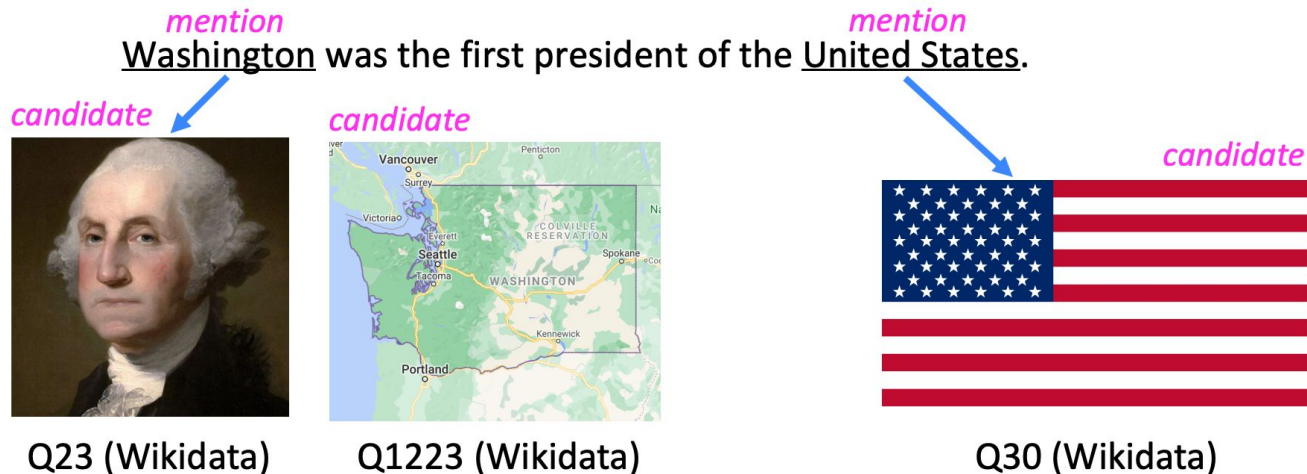 mention mention
Washington was the first president of the United States.
candidate
candidate
candidate
Vancouver
Penticton
Surrey
Victoria
Everett
Seattle
Tacoma
COLVILLE
RESERVATION
Spokane
WASHINGTON
Kennewick
Portland
Q23 (Wikidata) Q1223 (Wikidata) Q30 (Wikidata)